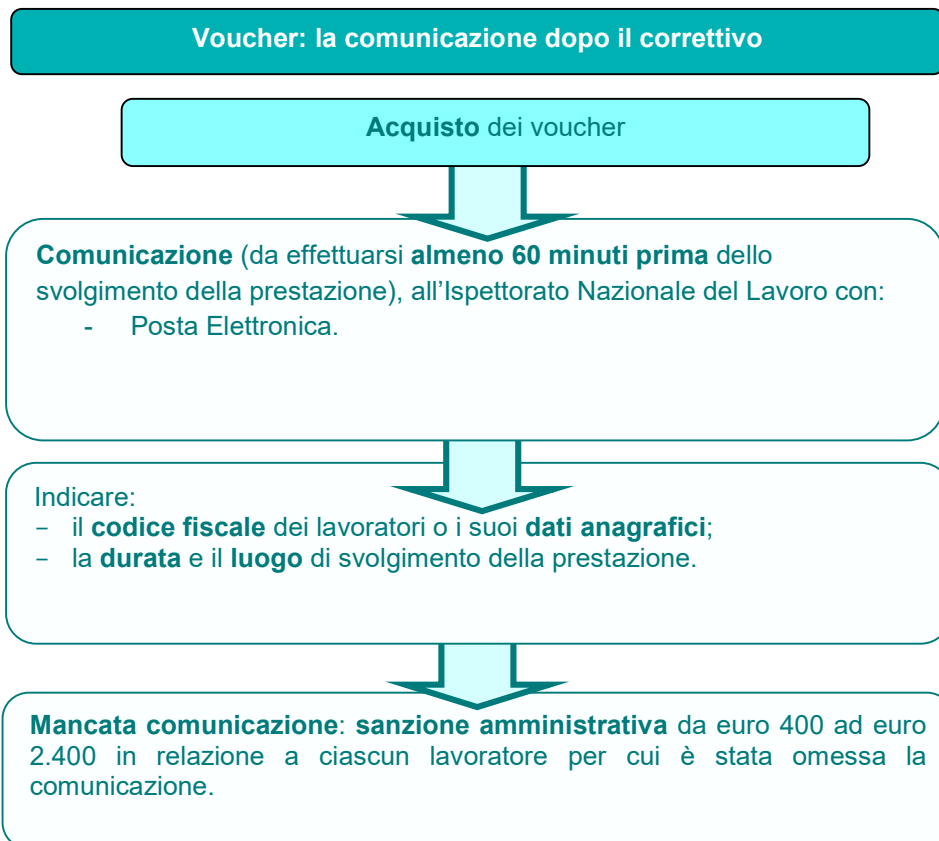 Voucher: la comunicazione dopo il correttivo
Acquisto dei voucher
Comunicazione (da effettuarsi almeno 60 minuti prima dello
svolgimento della prestazione), all’Ispettorato Nazionale del Lavoro con:
- Posta Elettronica.
Indicare:
− il codice fiscale dei lavoratori o i suoi dati anagrafici;
− la durata e il luogo di svolgimento della prestazione.
Mancata comunicazione: sanzione amministrativa da euro 400 ad euro
2.400 in relazione a ciascun lavoratore per cui è stata omessa la
comunicazione.